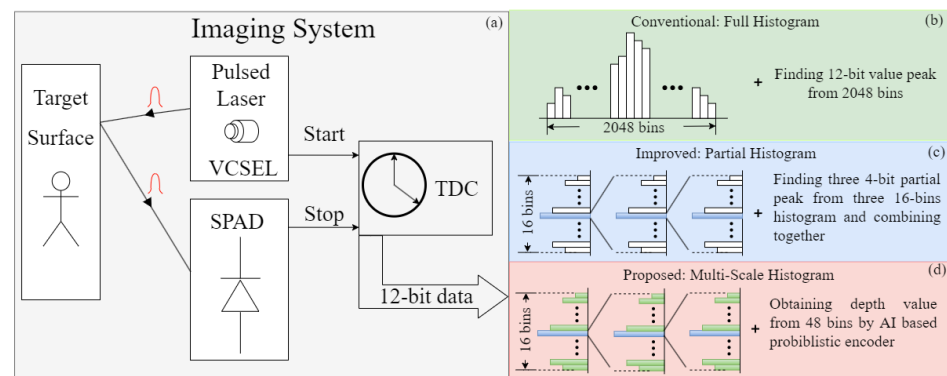 Imaging System
(a)
Target
Surface
Pulsed
Laser
VCSEL
SPAD
Start
Stop
TDC
12-bit data
Conventional: Full Histogram
(b)
2048 bins
+
Finding 12-bit value peak
from 2048 bins
Improved: Partial Histogram
(c)
16 bins
+
Finding three 4-bit partial
peak from three 16-bins
histogram and combining
together
Proposed: Multi-Scale Histogram
(d)
16 bins
+
Obtaining depth value
from 48 bins by AI based
probiblistic encoder